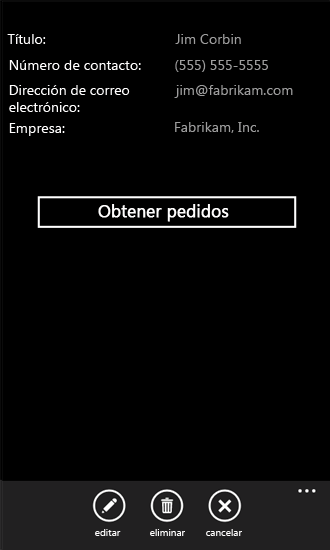 Título: Jim Corbin
Número de contacto: (555) 555-5555
Dirección de correo jim@fabrikam.com
electrónico:
Empresa: Fabrikam, Inc.
Obtener pedidos
editar eliminar cancelar